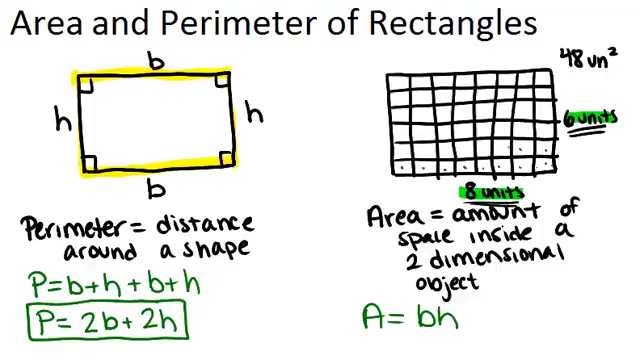 Area and Perimeter of Rectangles
b
h
h
b
Perimeter = distance
around a shape
P = b + h + b + h
P = 2b + 2h
48 un²
6 units
8 units
Area = amount of
space inside a
2 dimensional
object
A = bh